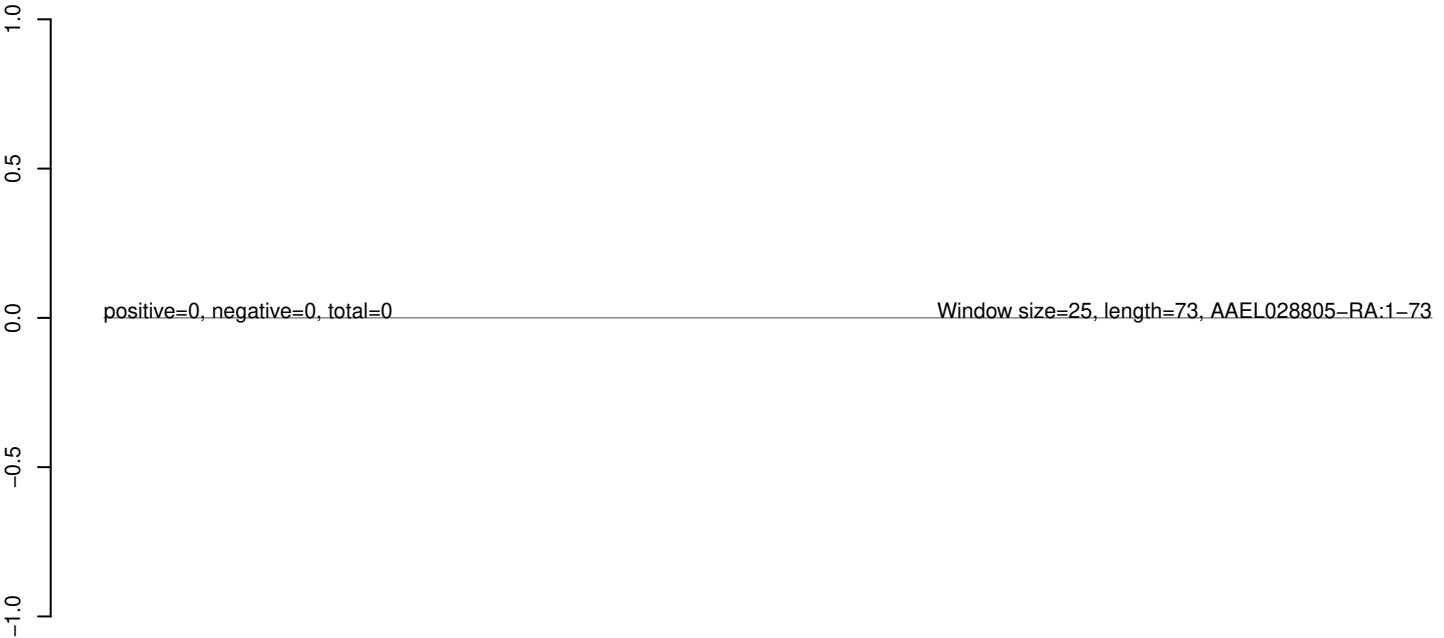 1.0
0.5
positive=0, negative=0, total=0
Window size=25, length=73, AAEL028805−RA:1−73
0.0
−0.5
−1.0